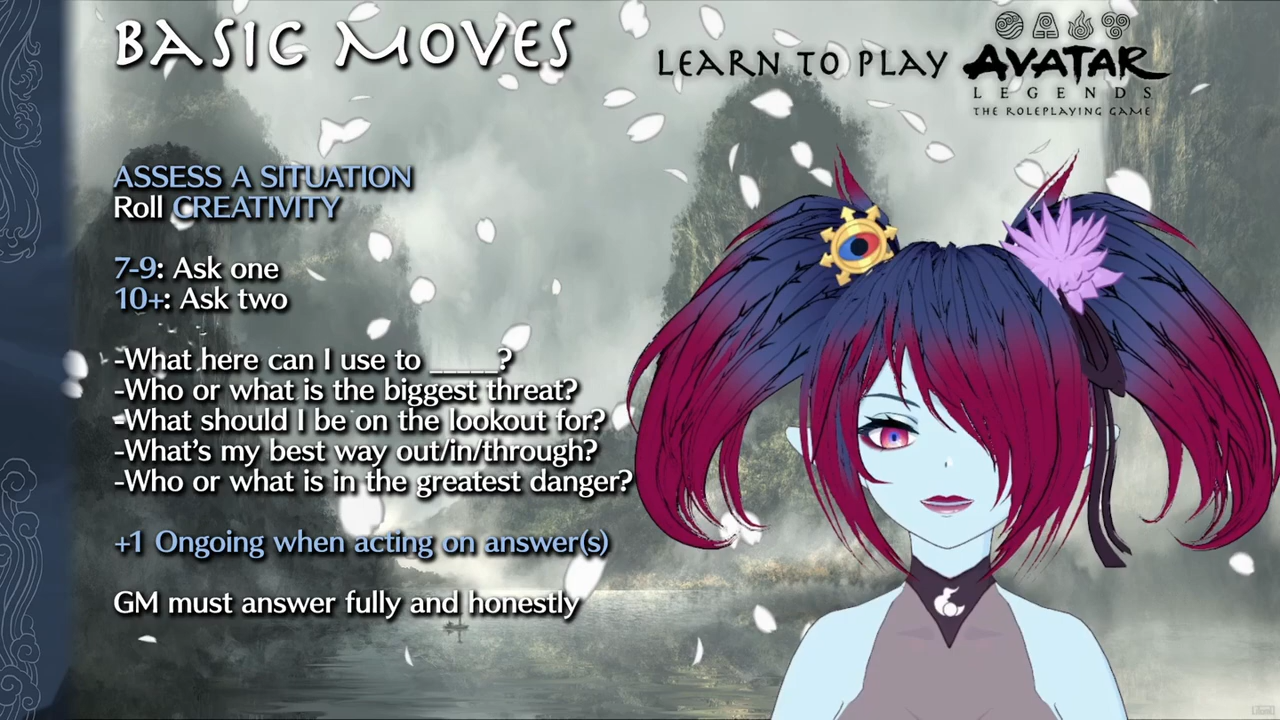 BASIC MOVES
LEARN TO PLAY
AVATAR
LEGENDS
THE ROLEPLAYING GAME
ASSESS A SITUATION
Roll CREATIVITY
7-9: Ask one
10+: Ask two
-What here can I use to _____?
-Who or what is the biggest threat?
-What should I be on the lookout for?
-What's my best way out/in/through?
-Who or what is in the greatest danger?
+1 Ongoing when acting on answer(s)
GM must answer fully and honestly